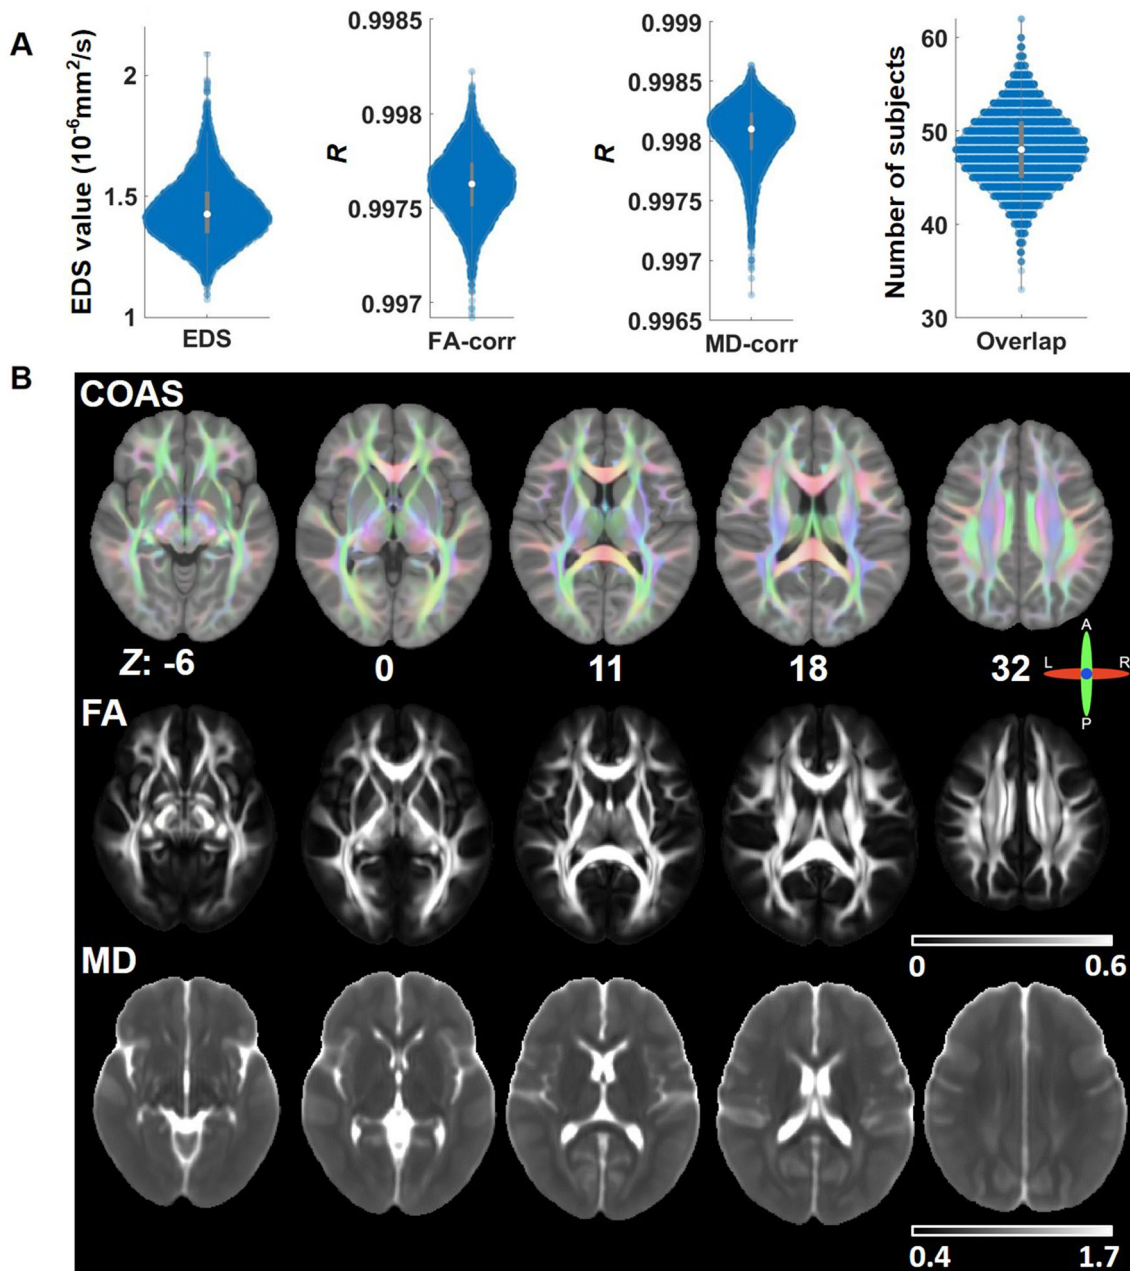 A
EDS value (10-6mm2/s)
2
1.5
1
EDS
R
0.9985
0.998
0.9975
0.997
FA-corr
R
0.999
0.9985
0.998
0.9975
0.997
0.9965
MD-corr
Number of subjects
60
50
40
30
Overlap
B
COAS
Z: -6 0 11 18 32
A
L R
P
FA
0 0.6
MD
0.4 1.7